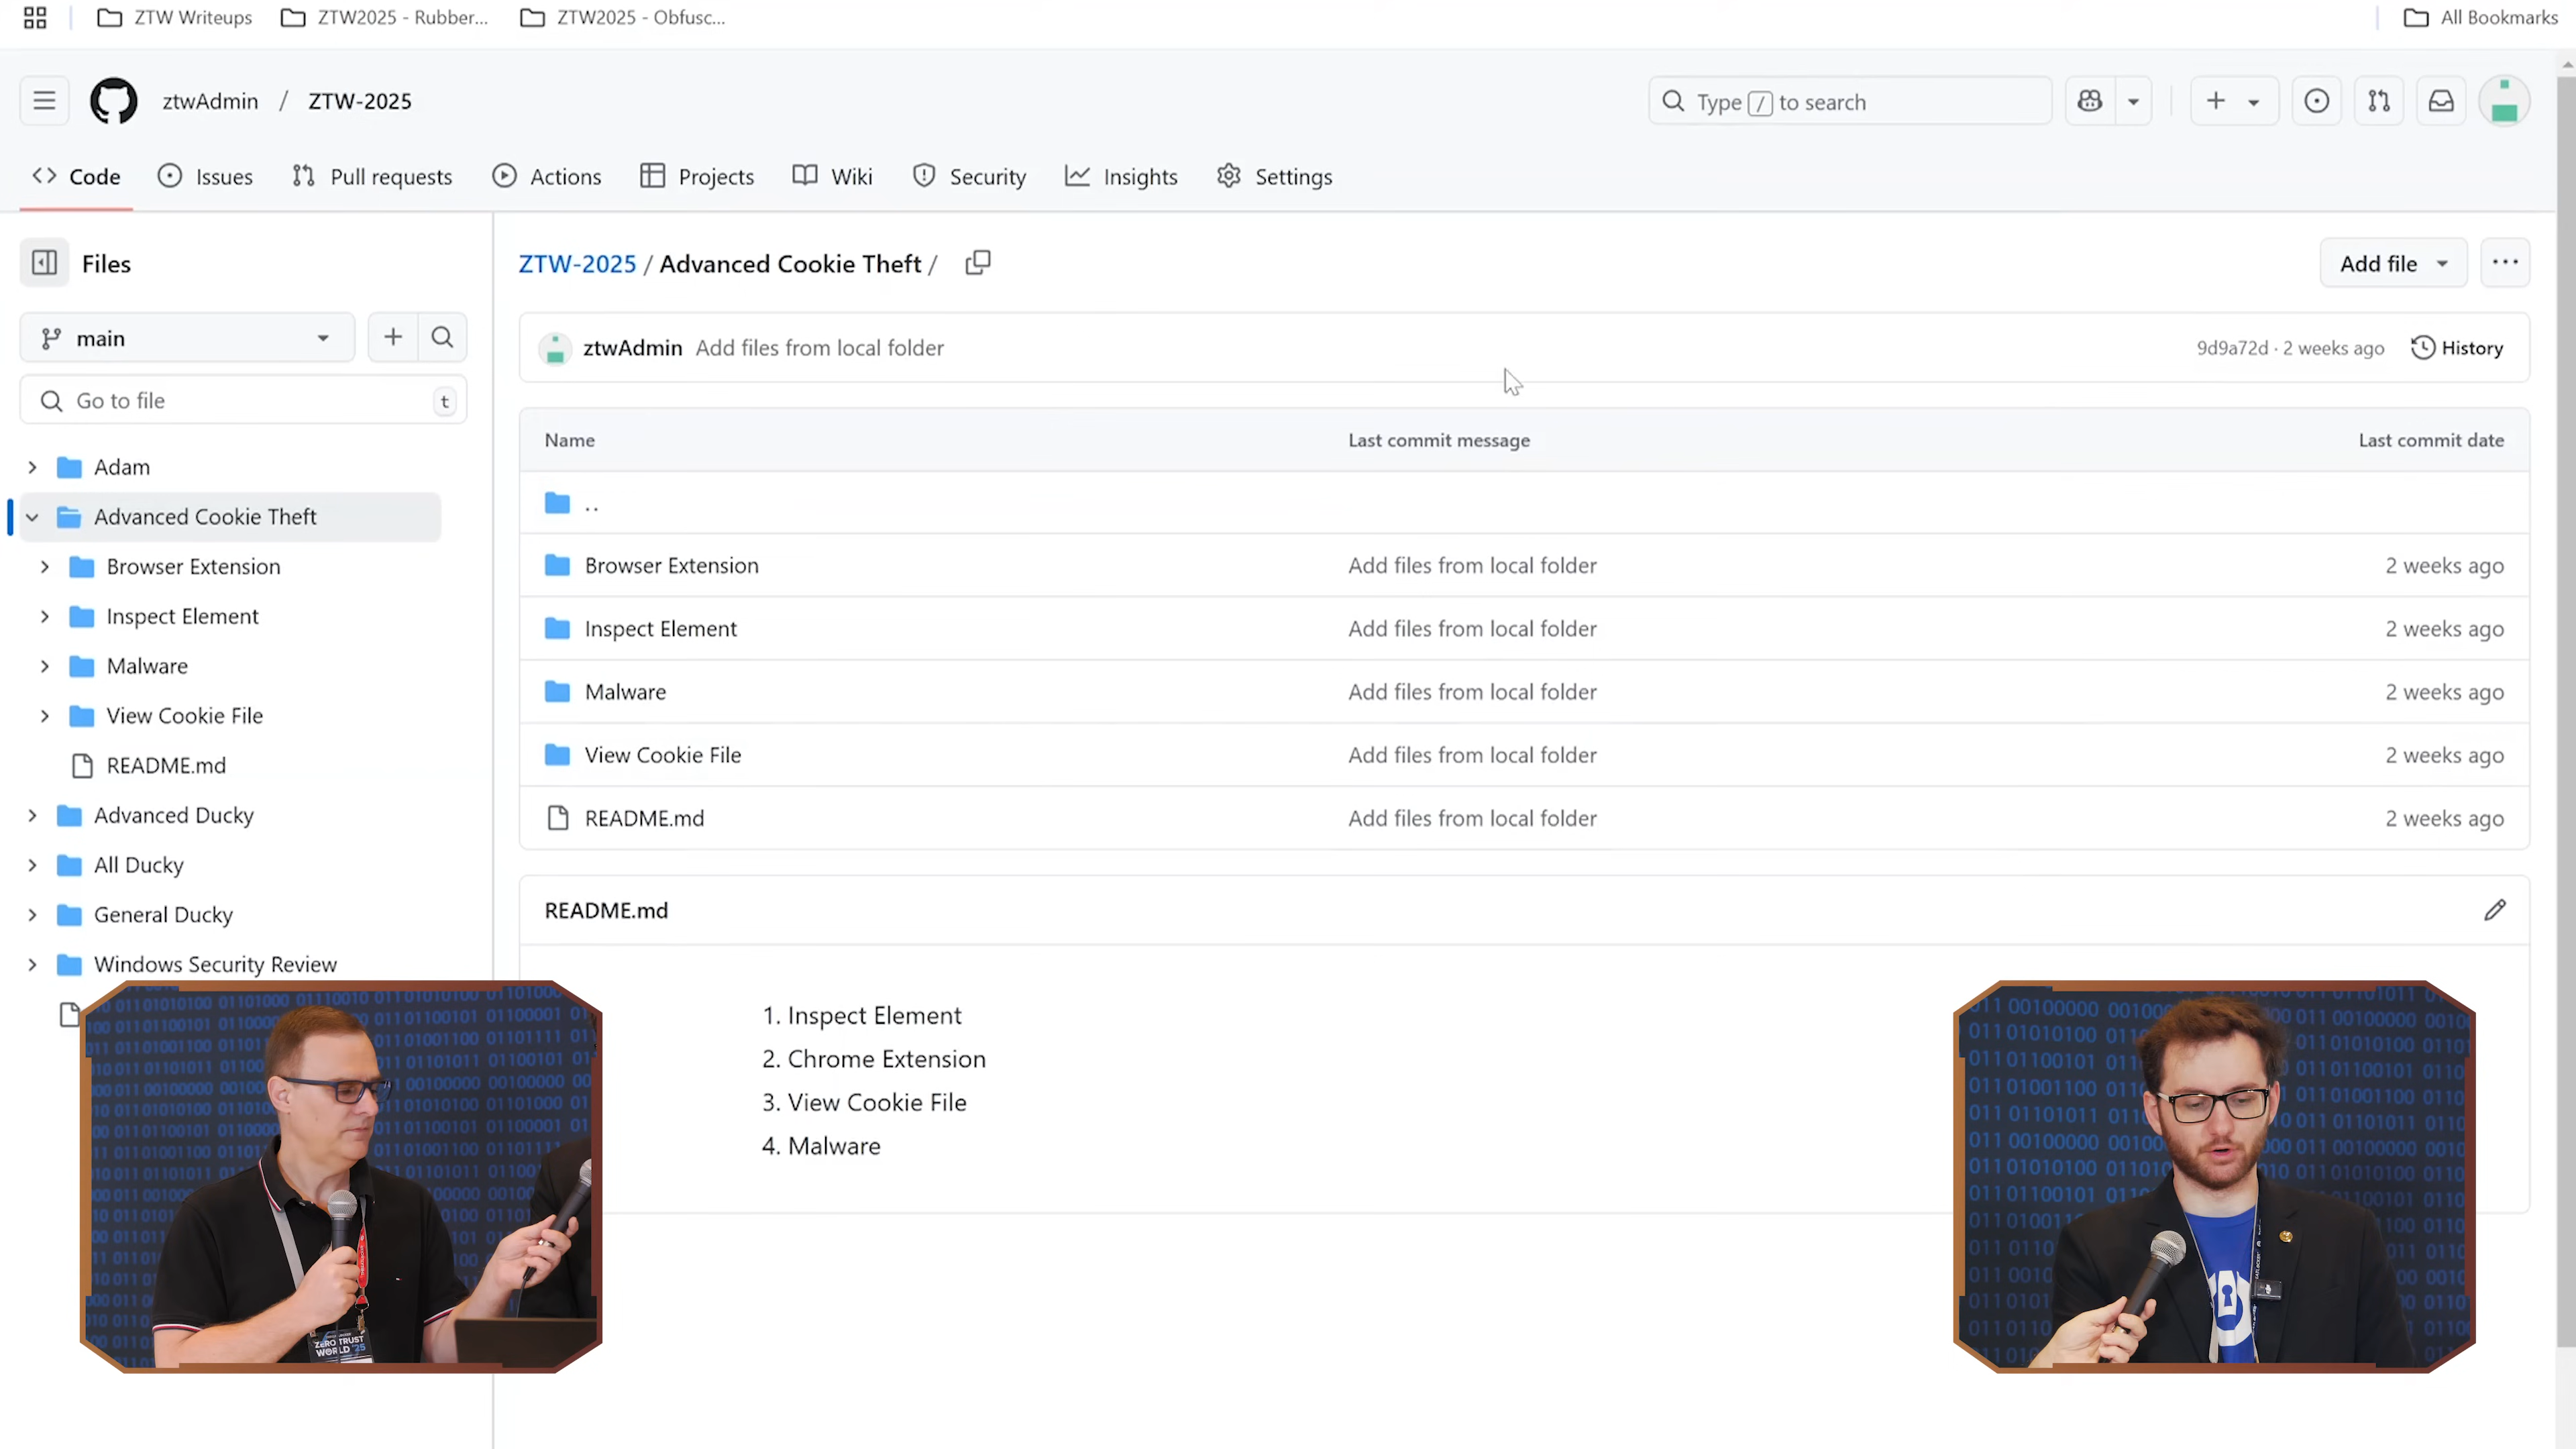 ZTW Writeups
ZTW2025 - Rubber...
ZTW2025 - Obfusc...
All Bookmarks
ztwAdmin / ZTW-2025
Type / to search
Code
Issues
Pull requests
Actions
Projects
Wiki
Security
Insights
Settings
Files
main
Go to file
t
Adam
Advanced Cookie Theft
Browser Extension
Inspect Element
Malware
View Cookie File
README.md
Advanced Ducky
All Ducky
General Ducky
Windows Security Review
ZTW-2025 / Advanced Cookie Theft /
Add file
ztwAdmin Add files from local folder
9d9a72d · 2 weeks ago
History
Name Last commit message Last commit date
..
Browser Extension Add files from local folder 2 weeks ago
Inspect Element Add files from local folder 2 weeks ago
Malware Add files from local folder 2 weeks ago
View Cookie File Add files from local folder 2 weeks ago
README.md Add files from local folder 2 weeks ago
README.md
1. Inspect Element
2. Chrome Extension
3. View Cookie File
4. Malware
ZERO TRUST
WORLD '25